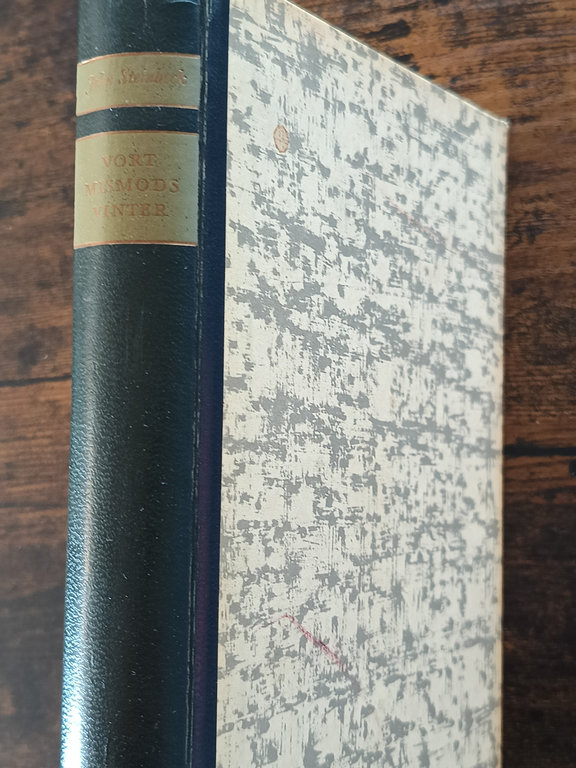 John Steinbeck
VORT
MISMODS
VINTER